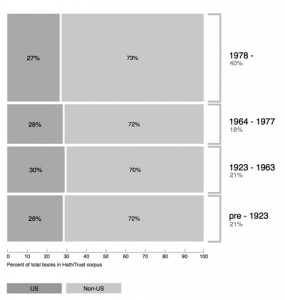 27% 73%
1978 -
40%
28% 72%
1964 - 1977
18%
30% 70%
1923 - 1963
21%
28% 72%
pre - 1923
21%
0 10 20 30 40 50 60 70 80 90 100
Percent of total books in HathiTrust corpus
US Non-US